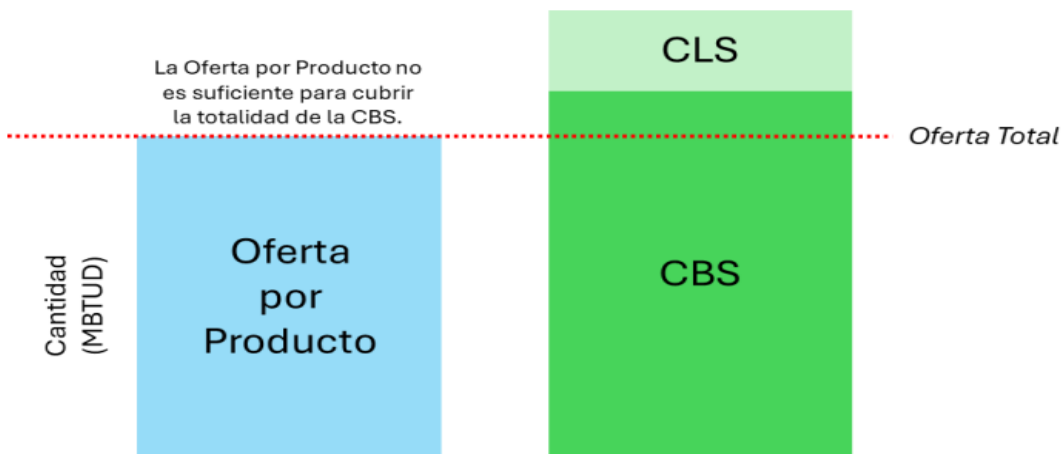 CLS
La Oferta por Producto no
es suficiente para cubrir
la totalidad de la CBS.
Oferta Total
Oferta
por
Producto
CBS
Cantidad
(MBTUD)